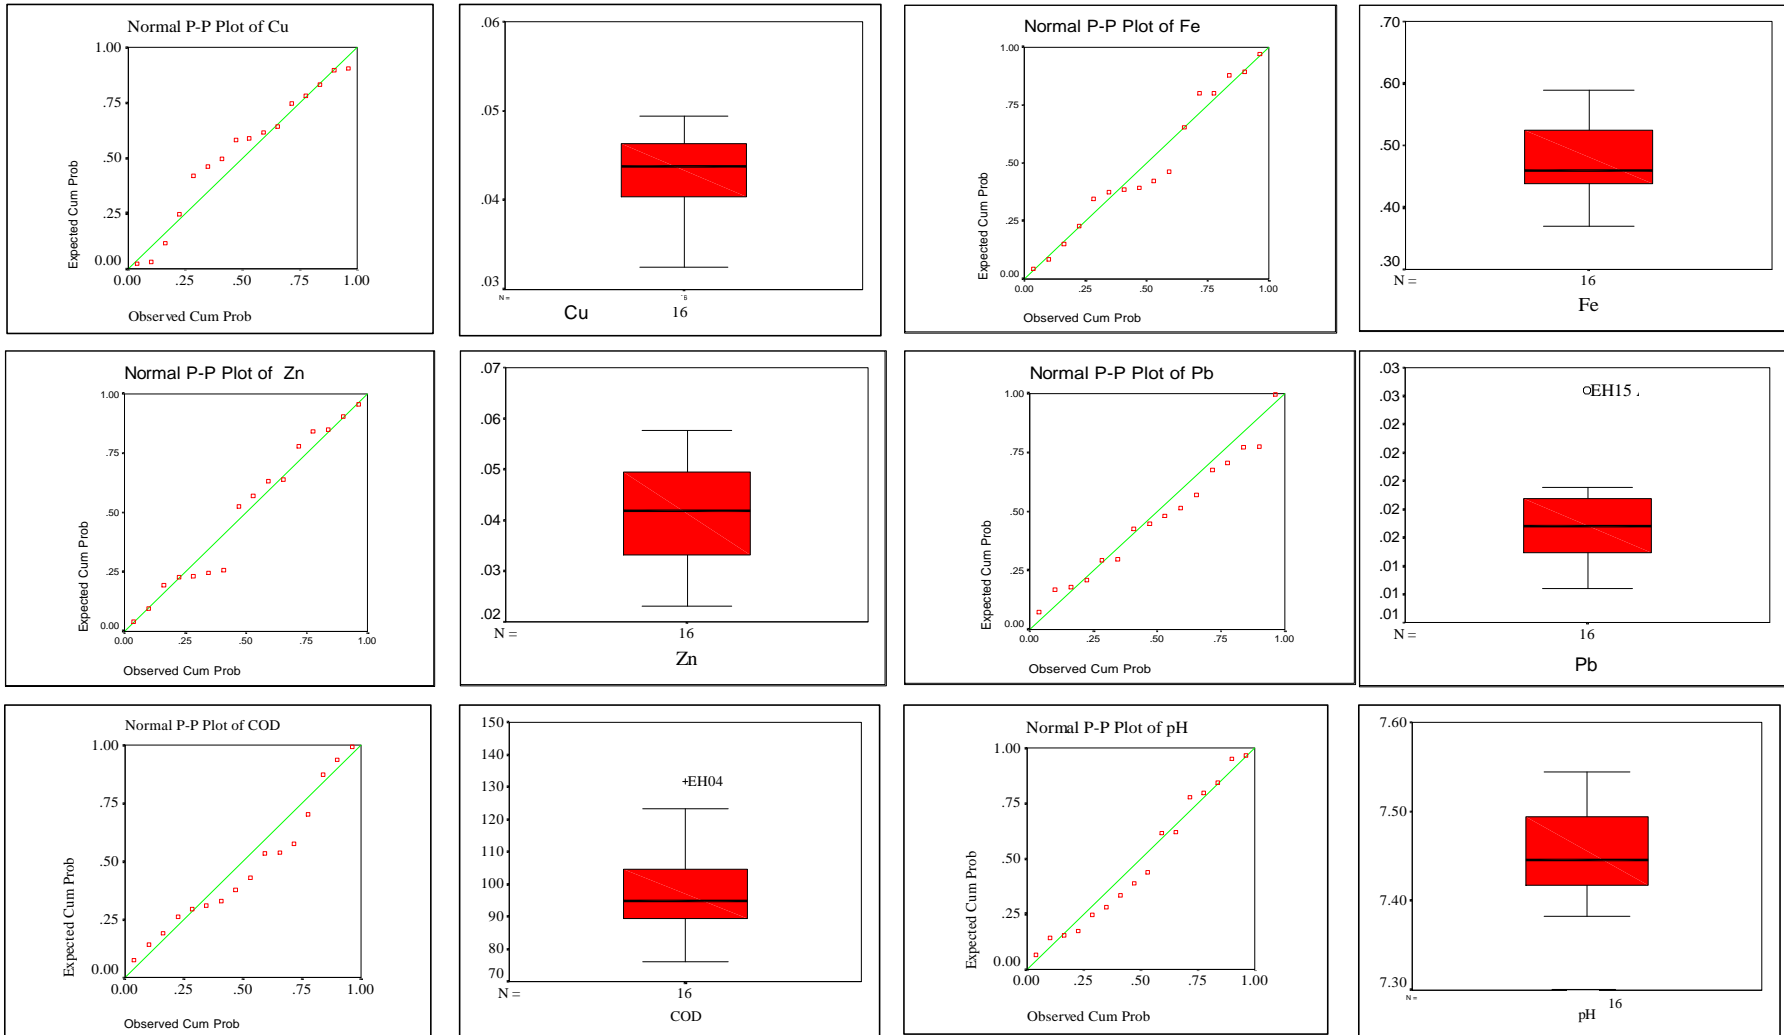 Normal P-P Plot of Cu
1.00
.75
.50
.25
0.00
Expected Cum Prob
0.00 .25 .50 .75 1.00
Observed Cum Prob
.06
.05
.04
.03
N =
16
Cu
Normal P-P Plot of Fe
1.00
.75
.50
.25
0.00
Expected Cum Prob
0.00 .25 .50 .75 1.00
Observed Cum Prob
.70
.60
.50
.40
.30
N = 16
Fe
Normal P-P Plot of Zn
1.00
.75
.50
.25
0.00
Expected Cum Prob
0.00 .25 .50 .75 1.00
Observed Cum Prob
.07
.06
.05
.04
.03
.02
N = 16
Zn
Normal P-P Plot of Pb
1.00
.75
.50
.25
0.00
Expected Cum Prob
0.00 .25 .50 .75 1.00
Observed Cum Prob
.03
.03
.02
.02
.02
.02
.02
.01
.01
.01
EH15
N = 16
Pb
Normal P-P Plot of COD
1.00
.75
.50
.25
0.00
Expected Cum Prob
0.00 .25 .50 .75 1.00
Observed Cum Prob
150
140
130
120
110
100
90
80
70
EH04
N = 16
COD
Normal P-P Plot of pH
1.00
.75
.50
.25
0.00
Expected Cum Prob
0.00 .25 .50 .75 1.00
Observed Cum Prob
7.60
7.50
7.40
7.30
N = 16
pH